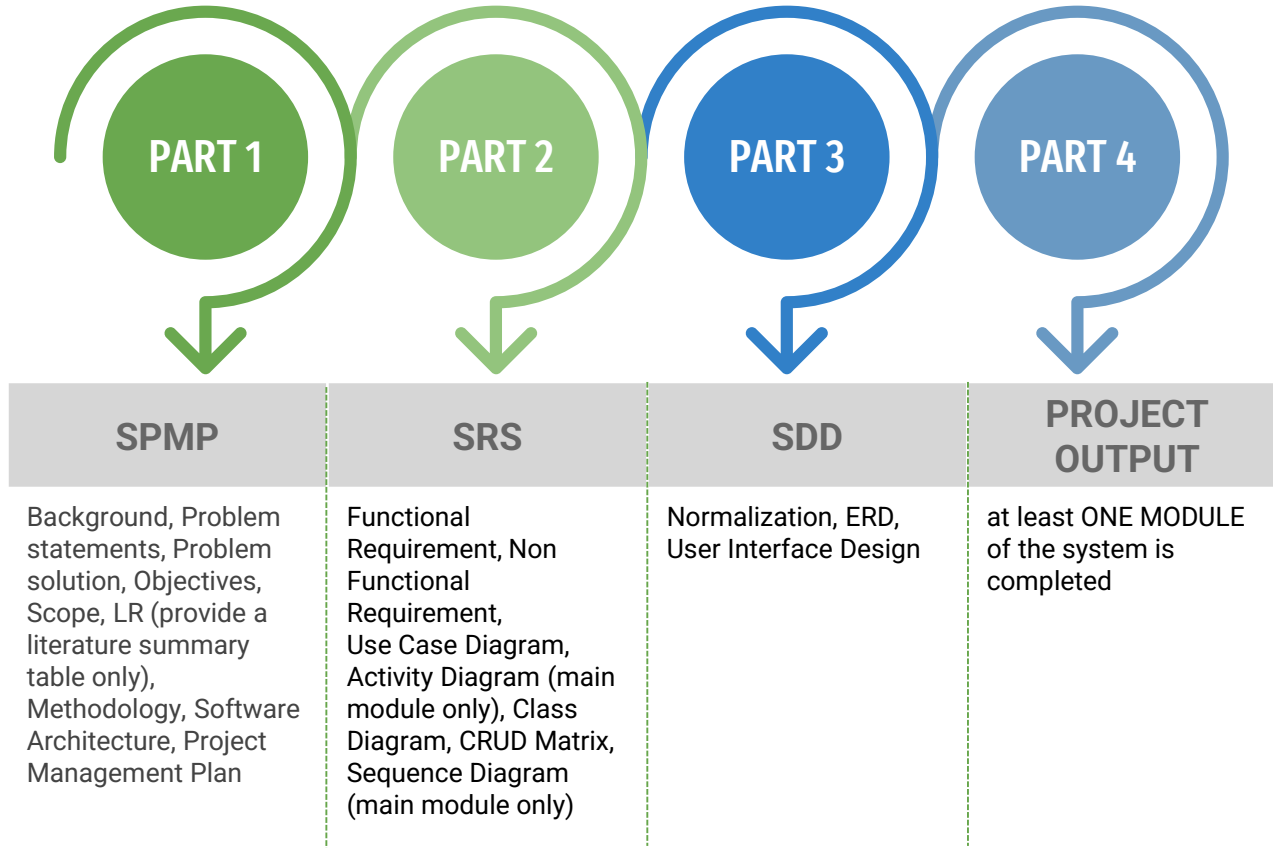 PART 1
PART 2
PART 3
PART 4
SPMP
SRS
SDD
PROJECT
OUTPUT
Background, Problem
statements, Problem
solution, Objectives,
Scope, LR (provide a
literature summary
table only),
Methodology, Software
Architecture, Project
Management Plan
Functional
Requirement, Non
Functional
Requirement,
Use Case Diagram,
Activity Diagram (main
module only), Class
Diagram, CRUD Matrix,
Sequence Diagram
(main module only)
Normalization, ERD,
User Interface Design
at least ONE MODULE
of the system is
completed